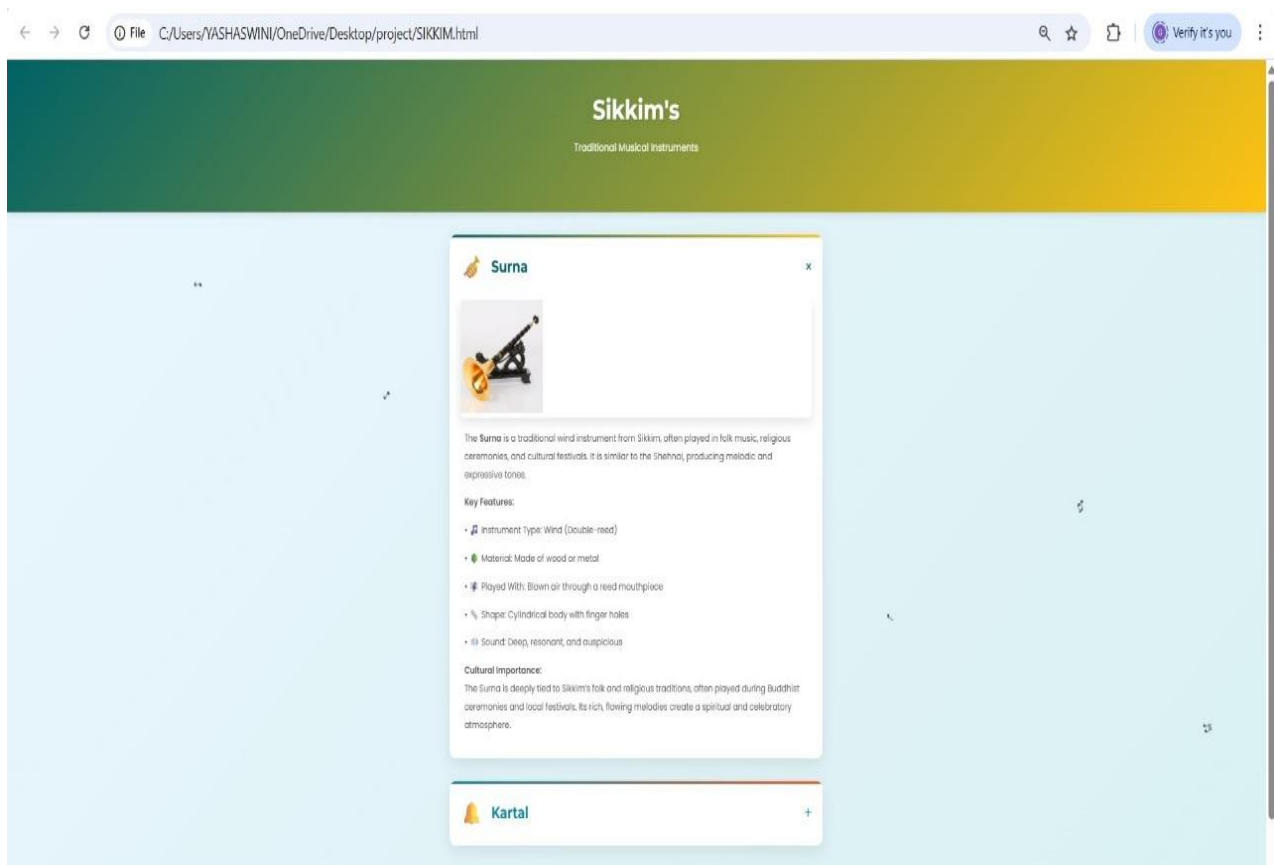 File C:/Users/YASHASWINI/OneDrive/Desktop/project/SIKKIM.html
Verify it's you
Sikkim's
Traditional Musical Instruments
Surna x
The Surna is a traditional wind instrument from Sikkim, often played in folk music, religious
ceremonies, and cultural festivals. It is similar to the Shehnai, producing melodic and
expressive tones.
Key Features:
• Instrument Type: Wind (Double-reed)
• Material: Made of wood or metal
• Played With: Blown air through a reed mouthpiece
• Shape: Cylindrical body with finger holes
• Sound: Deep, resonant, and auspicious
Cultural Importance:
The Surna is deeply tied to Sikkim's folk and religious traditions, often played during Buddhist
ceremonies and local festivals. Its rich, flowing melodies create a spiritual and celebratory
atmosphere.
Kartal +